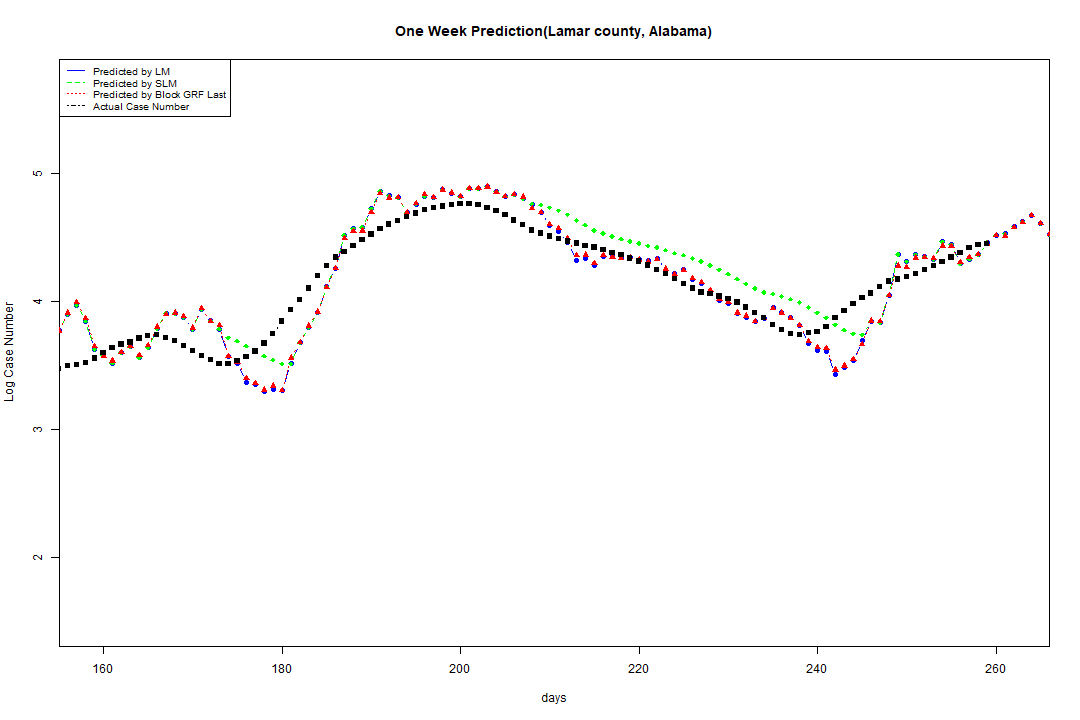 One Week Prediction(Lamar county, Alabama)
Predicted by LM
Predicted by SLM
Predicted by Block GRF Last
Actual Case Number
5
4
3
2
Log Case Number
160 180 200 220 240 260
days